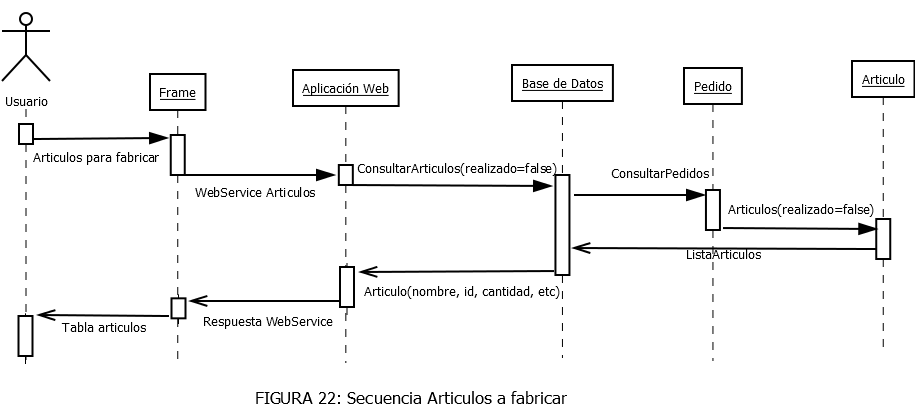 Usuario
Frame
Aplicación Web
Base de Datos
Pedido
Articulo
Articulos para fabricar
WebService Articulos
ConsultarArticulos(realizado=false)
ConsultarPedidos
Articulos(realizado=false)
ListaArticulos
Articulo(nombre, id, cantidad, etc)
Respuesta WebService
Tabla articulos
FIGURA 22: Secuencia Articulos a fabricar